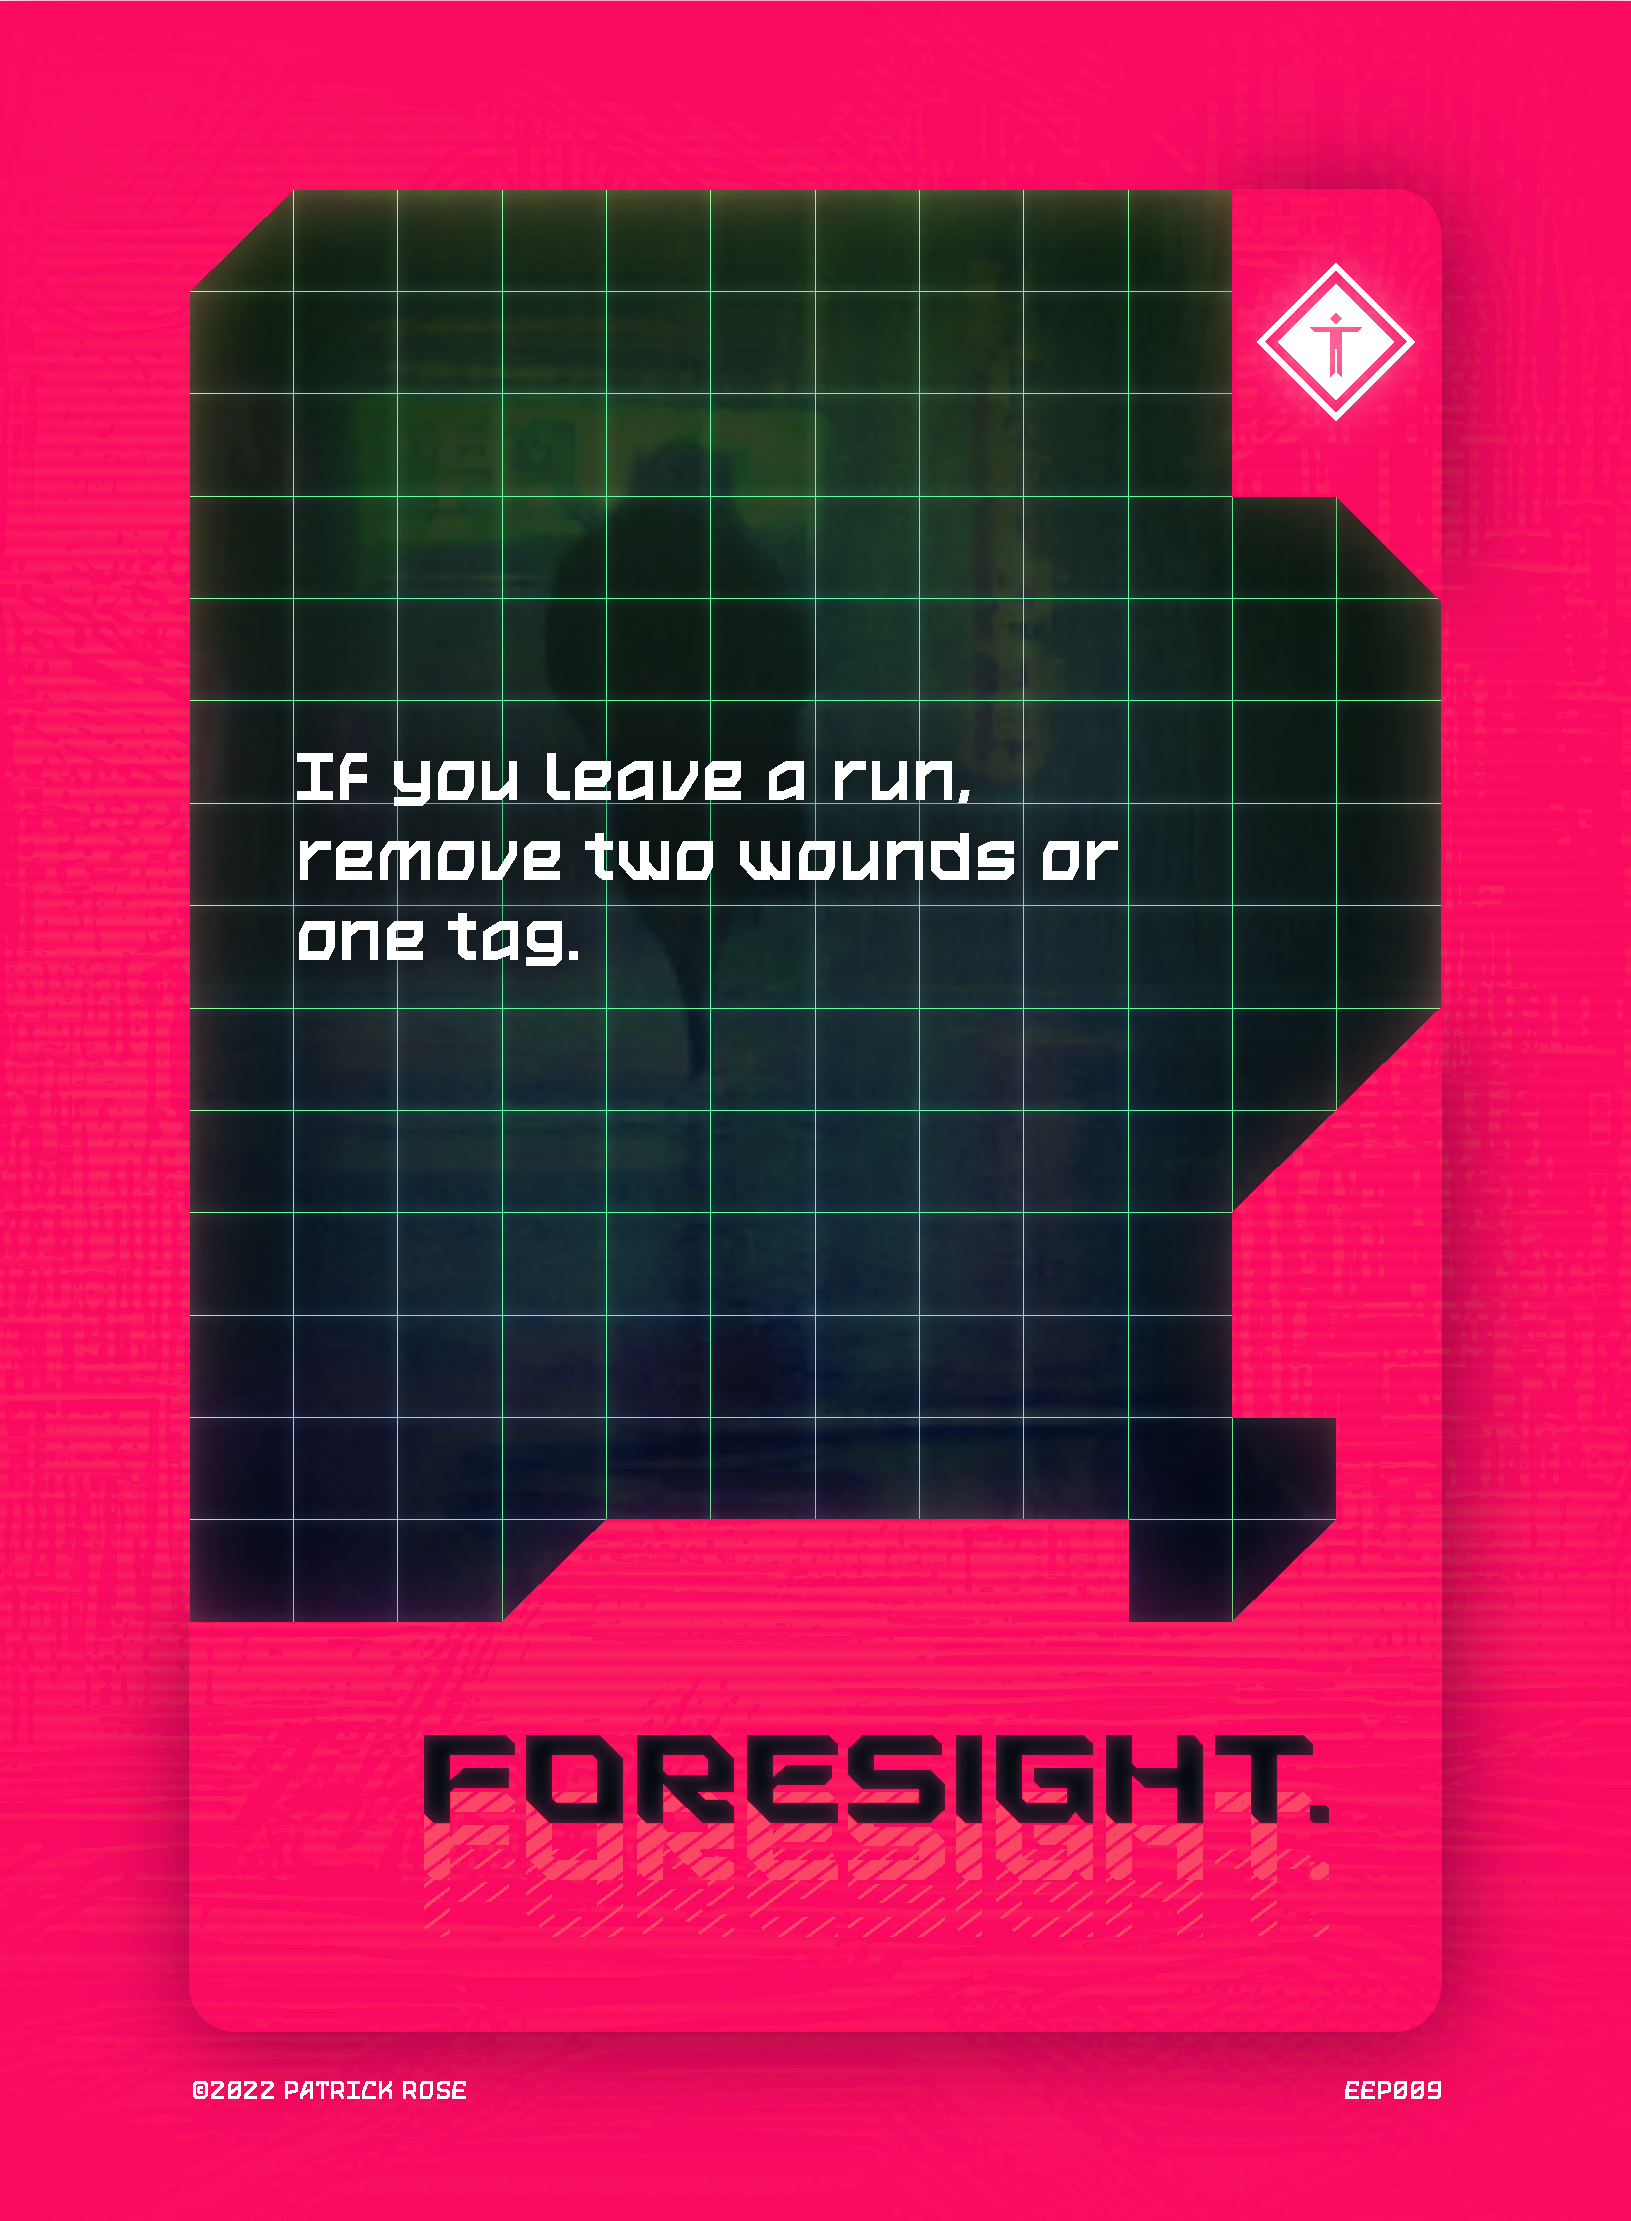 If you leave a run,
remove two wounds or
one tag.
FORESIGHT.
©2022 PATRICK ROSE
EEP009